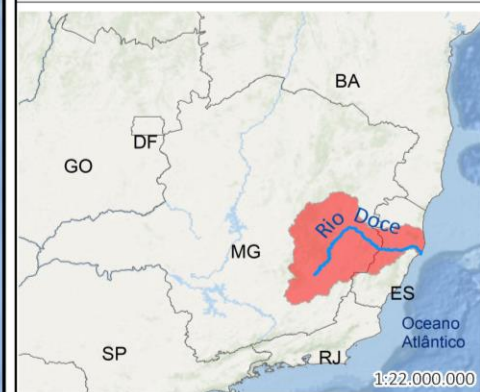 BA
DF
GO
Rio Doce
MG
ES
Oceano
Atlântico
SP
RJ
1:22.000.000